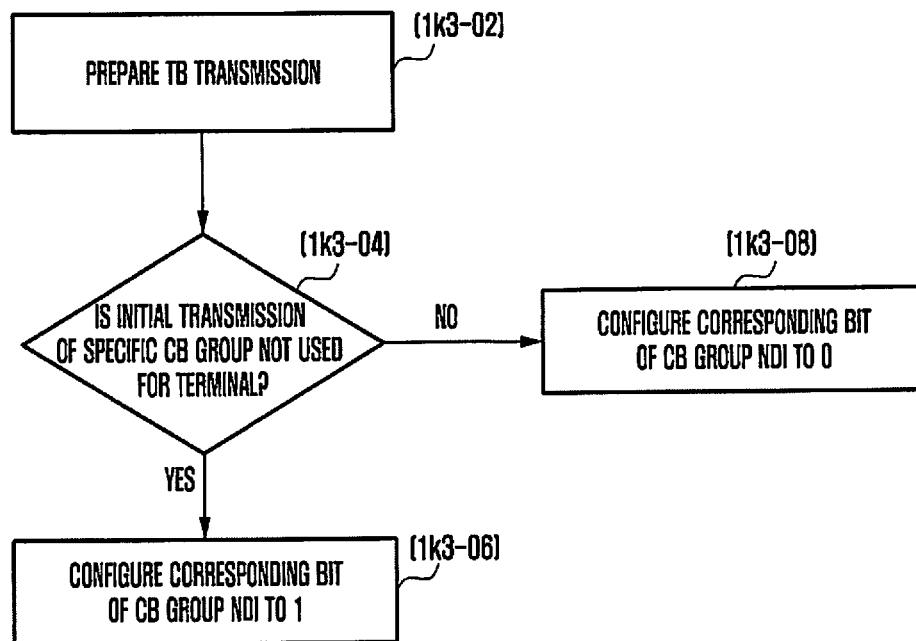 (1k3-02)
PREPARE TB TRANSMISSION
(1k3-04)
IS INITIAL TRANSMISSION
OF SPECIFIC CB GROUP NOT USED
FOR TERMINAL?
NO
(1k3-08)
CONFIGURE CORRESPONDING BIT
OF CB GROUP NDI TO 0
YES
(1k3-06)
CONFIGURE CORRESPONDING BIT
OF CB GROUP NDI TO 1